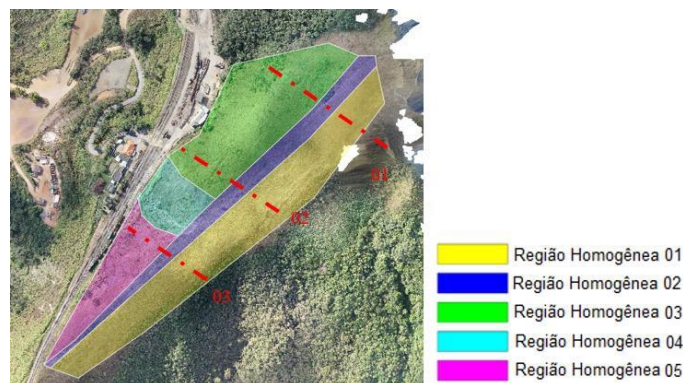 01
02
03
Região Homogênea 01
Região Homogênea 02
Região Homogênea 03
Região Homogênea 04
Região Homogênea 05